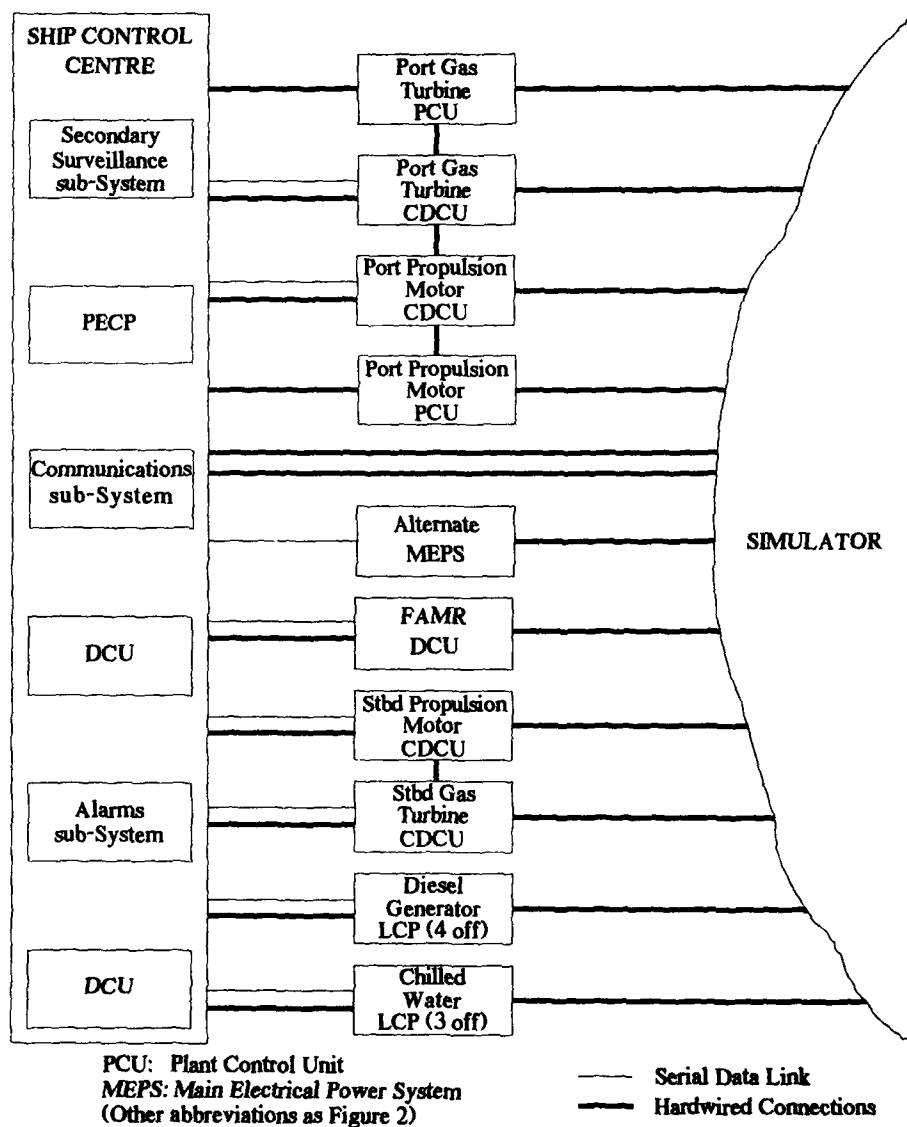 SHIP CONTROL
CENTRE
Secondary
Surveillance
sub-System
PECP
Communications
sub-System
DCU
Alarms
sub-System
DCU
Port Gas
Turbine
PCU
Port Gas
Turbine
CDCU
Port Propulsion
Motor
CDCU
Port Propulsion
Motor
PCU
Alternate
MEPS
FAMR
DCU
Stbd Propulsion
Motor
CDCU
Stbd Gas
Turbine
CDCU
Diesel
Generator
LCP (4 off)
Chilled
Water
LCP (3 off)
SIMULATOR
PCU: Plant Control Unit
MEPS: Main Electrical Power System
(Other abbreviations as Figure 2)
Serial Data Link
Hardwired Connections